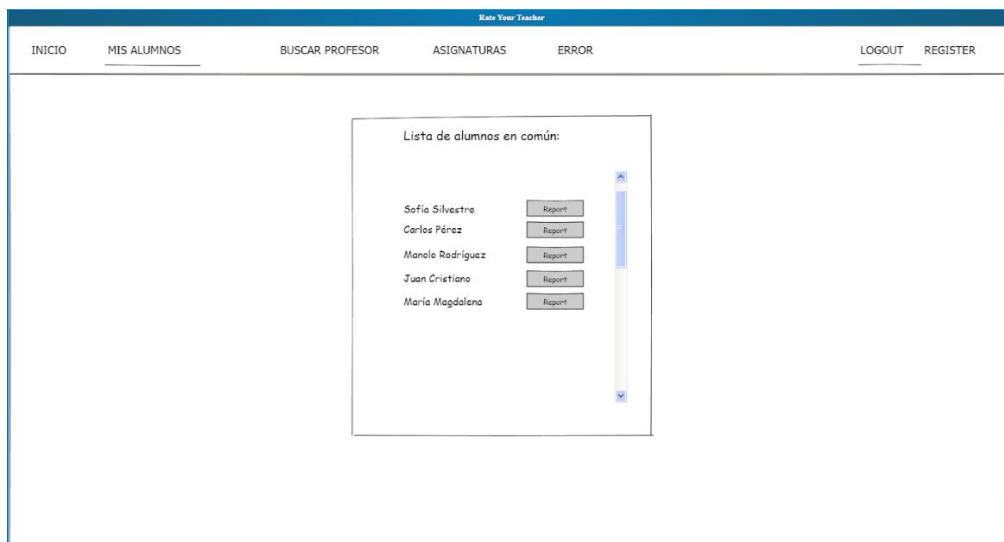 Rate Your Teacher
INICIO MIS ALUMNOS BUSCAR PROFESOR ASIGNATURAS ERROR LOGOUT REGISTER
Lista de alumnos en común:
Sofía Silvestre Report
Carlos Pérez Report
Manolo Rodríguez Report
Juan Cristiano Report
María Magdalena Report